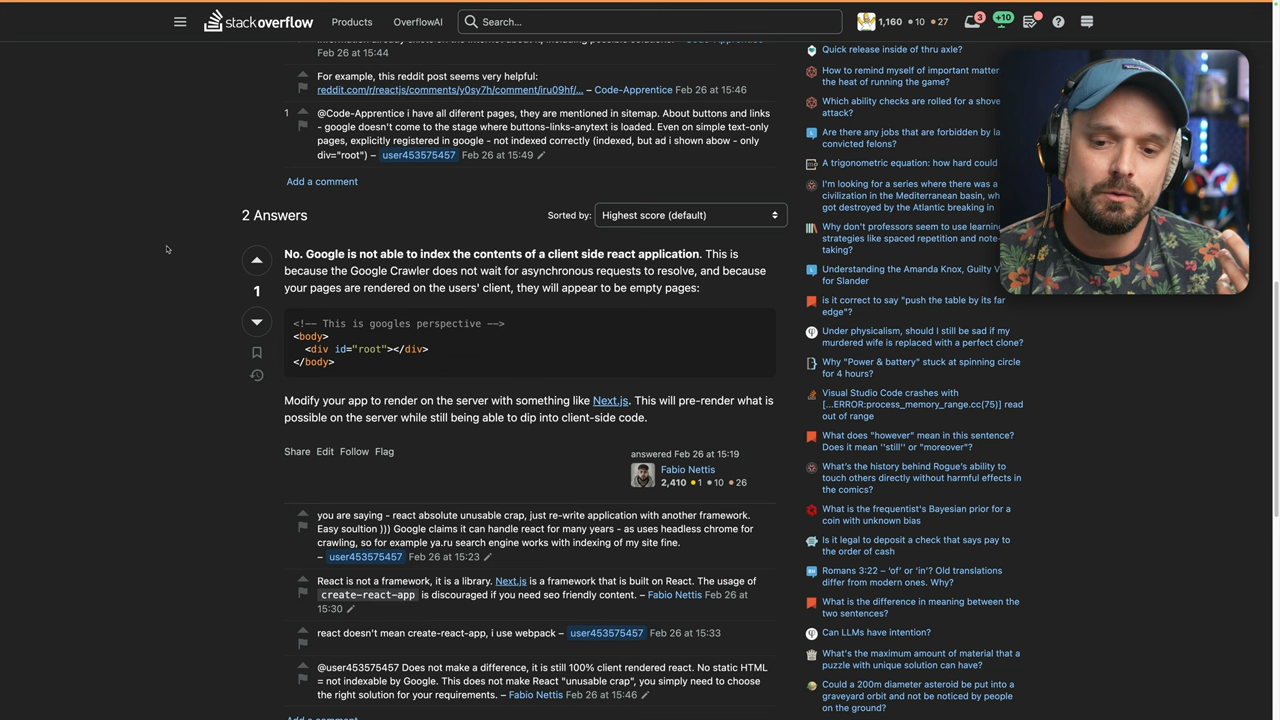 stackoverflow
Products
OverflowAI
Search...
1,160
10
27
3
+10
Feb 26 at 15:44
For example, this reddit post seems very helpful:
reddit.com/r/reactjs/comments/y0sy7h/comment/iru09hf/... – Code-Apprentice Feb 26 at 15:46
1
@Code-Apprentice i have all diferent pages, they are mentioned in sitemap. About buttons and links
- google doesn't come to the stage where buttons-links-anytext is loaded. Even on simple text-only
pages, explicitly registered in google - not indexed correctly (indexed, but ad i shown abow - only
div="root") – user453575457 Feb 26 at 15:49
Add a comment
2 Answers
Sorted by:
Highest score (default)
1
No. Google is not able to index the contents of a client side react application. This is
because the Google Crawler does not wait for asynchronous requests to resolve, and because
your pages are rendered on the users' client, they will appear to be empty pages:
<!-- This is googles perspective -->
<body>
<div id="root"></div>
</body>
Modify your app to render on the server with something like Next.js. This will pre-render what is
possible on the server while still being able to dip into client-side code.
Share Edit Follow Flag
answered Feb 26 at 15:19
Fabio Nettis
2,410 1 10 26
you are saying - react absolute unusable crap, just re-write application with another framework.
Easy soultion ))) Google claims it can handle react for many years - as uses headless chrome for
crawling, so for example ya.ru search engine works with indexing of my site fine.
– user453575457 Feb 26 at 15:23
React is not a framework, it is a library. Next.js is a framework that is built on React. The usage of
create-react-app is discouraged if you need seo friendly content. – Fabio Nettis Feb 26 at
15:30
react doesn't mean create-react-app, i use webpack – user453575457 Feb 26 at 15:33
@user453575457 Does not make a difference, it is still 100% client rendered react. No static HTML
= not indexable by Google. This does not make React "unusable crap", you simply need to choose
the right solution for your requirements. – Fabio Nettis Feb 26 at 15:46
Quick release inside of thru axle?
How to remind myself of important matter
the heat of running the game?
Which ability checks are rolled for a shove
attack?
Are there any jobs that are forbidden by la
convicted felons?
A trigonometric equation: how hard could
I'm looking for a series where there was a
civilization in the Mediterranean basin, wh
got destroyed by the Atlantic breaking in
Why don't professors seem to use learnin
strategies like spaced repetition and note-
taking?
Understanding the Amanda Knox, Guilty V
for Slander
is it correct to say "push the table by its far
edge"?
Under physicalism, should I still be sad if my
murdered wife is replaced with a perfect clone?
Why "Power & battery" stuck at spinning circle
for 4 hours?
Visual Studio Code crashes with
[...ERROR:process_memory_range.cc(75)] read
out of range
What does "however" mean in this sentence?
Does it mean ''still'' or "moreover"?
What's the history behind Rogue's ability to
touch others directly without harmful effects in
the comics?
What is the frequentist's Bayesian prior for a
coin with unknown bias
Is it legal to deposit a check that says pay to
the order of cash
Romans 3:22 – 'of' or 'in'? Old translations
differ from modern ones. Why?
What is the difference in meaning between the
two sentences?
Can LLMs have intention?
What's the maximum amount of material that a
puzzle with unique solution can have?
Could a 200m diameter asteroid be put into a
graveyard orbit and not be noticed by people
on the ground?